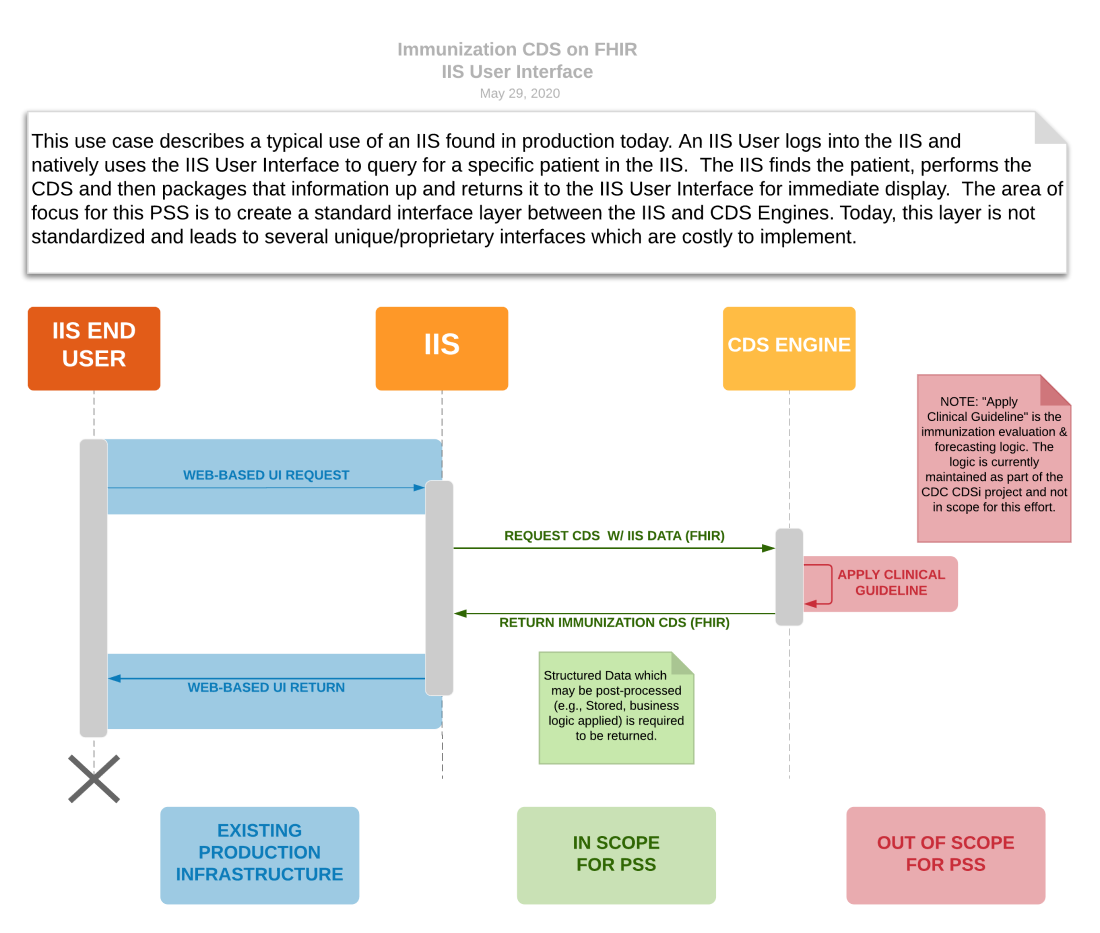 Immunization CDS on FHIR
IIS User Interface
May 29, 2020
This use case describes a typical use of an IIS found in production today. An IIS User logs into the IIS and
natively uses the IIS User Interface to query for a specific patient in the IIS.  The IIS finds the patient, performs the
CDS and then packages that information up and returns it to the IIS User Interface for immediate display.  The area of
focus for this PSS is to create a standard interface layer between the IIS and CDS Engines. Today, this layer is not
standardized and leads to several unique/proprietary interfaces which are costly to implement.
IIS END
USER
IIS
CDS ENGINE
NOTE: "Apply
Clinical Guideline" is the
immunization evaluation &
forecasting logic. The
logic is currently
maintained as part of the
CDC CDSi project and not
in scope for this effort.
WEB-BASED UI REQUEST
REQUEST CDS  W/ IIS DATA (FHIR)
APPLY CLINICAL
GUIDELINE
RETURN IMMUNIZATION CDS (FHIR)
WEB-BASED UI RETURN
Structured Data which
may be post-processed
(e.g., Stored, business
logic applied) is required
to be returned.
EXISTING
PRODUCTION
INFRASTRUCTURE
IN SCOPE
FOR PSS
OUT OF SCOPE
FOR PSS